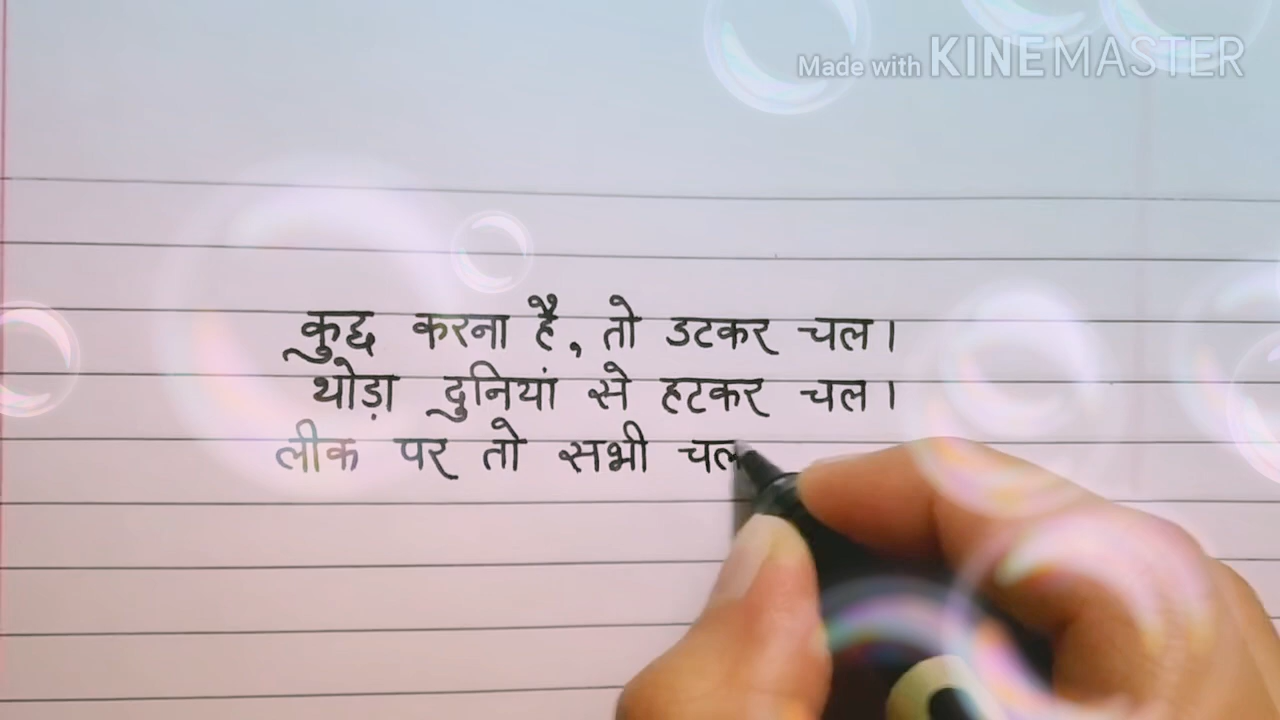 Made with KINEMASTER
कुछ करना है, तो डटकर चल।
थोड़ा दुनियां से हटकर चल।
लीक पर तो सभी चल